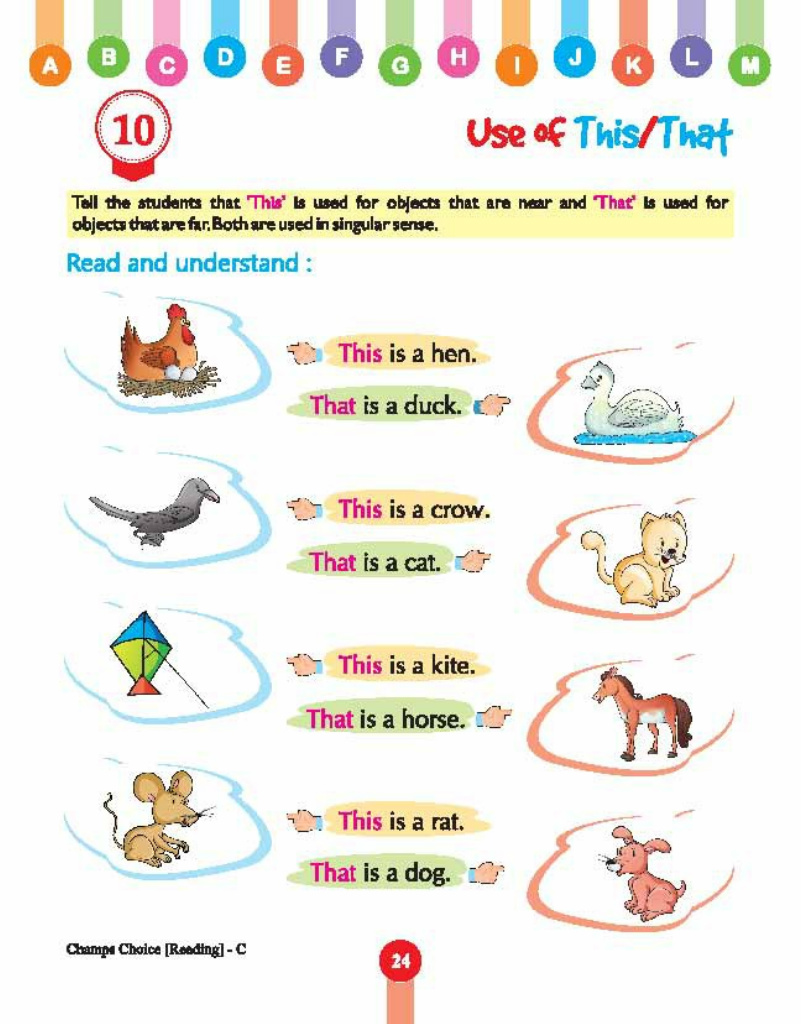 A B C D E F G H I J K L M
10
Use of This/That
Tell the students that 'This' is used for objects that are near and 'That' is used for
objects that are far. Both are used in singular sense.
Read and understand :
This is a hen.
That is a duck.
This is a crow.
That is a cat.
This is a kite.
That is a horse.
This is a rat.
That is a dog.
Champs Choice [Reading] - C
24